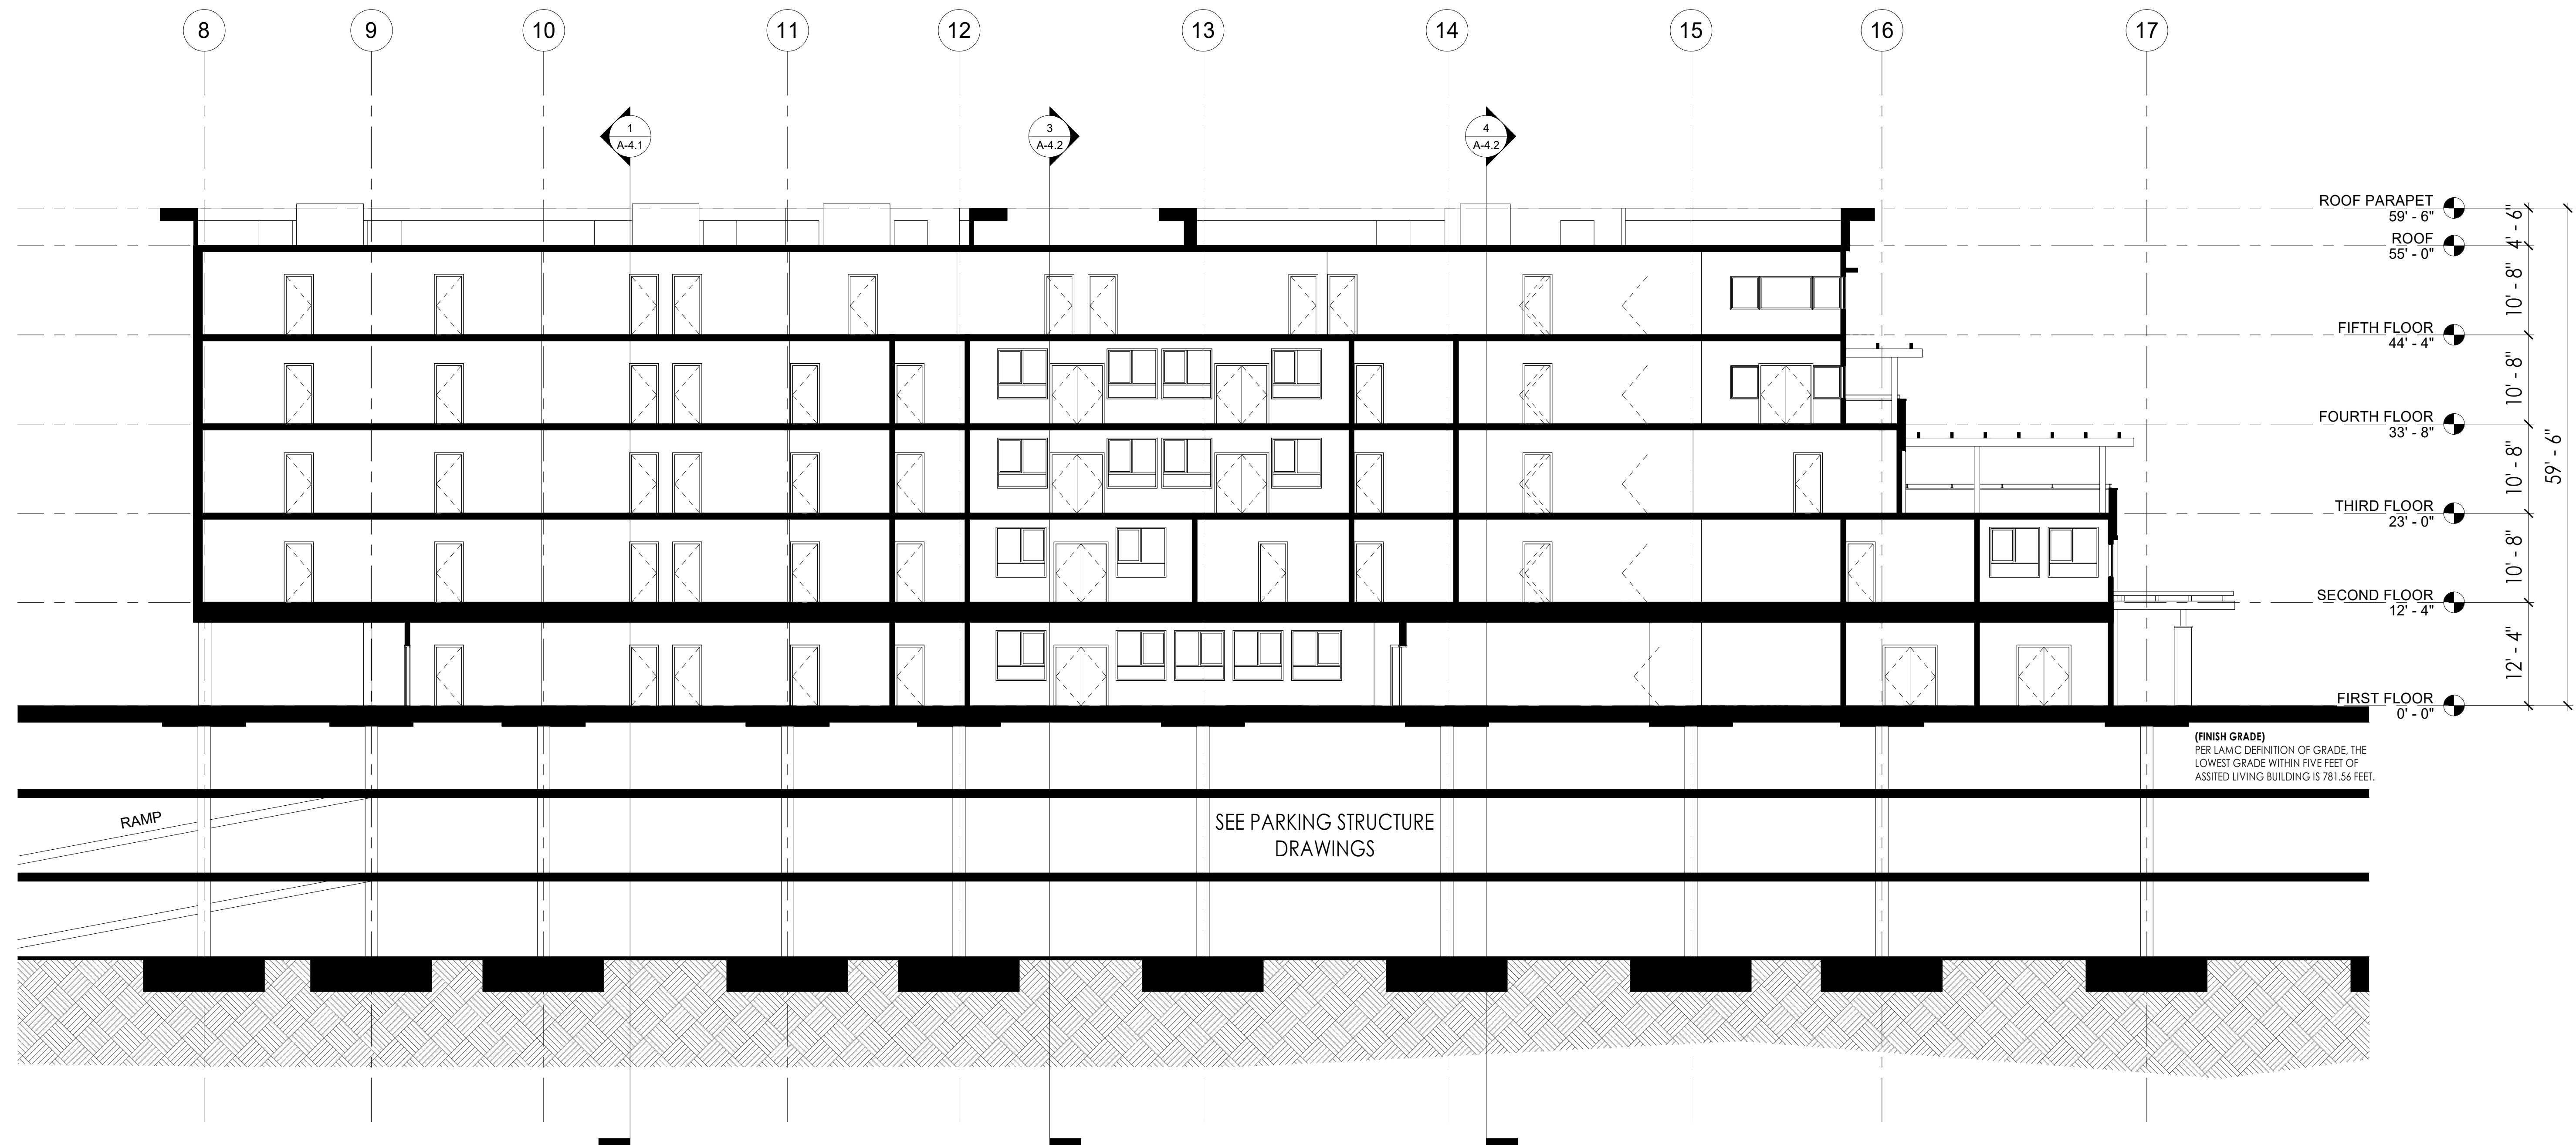 8
9
10
11
12
13
14
15
16
17
1
A-4.1
3
A-4.2
4
A-4.2
ROOF PARAPET
59' - 6"
4' - 6"
ROOF
55' - 0"
10' - 8"
FIFTH FLOOR
44' - 4"
10' - 8"
FOURTH FLOOR
33' - 8"
10' - 8"
59' - 6"
THIRD FLOOR
23' - 0"
10' - 8"
SECOND FLOOR
12' - 4"
12' - 4"
FIRST FLOOR
0' - 0"
(FINISH GRADE)
PER LAMC DEFINITION OF GRADE, THE
LOWEST GRADE WITHIN FIVE FEET OF
ASSITED LIVING BUILDING IS 781.56 FEET.
RAMP
SEE PARKING STRUCTURE
DRAWINGS